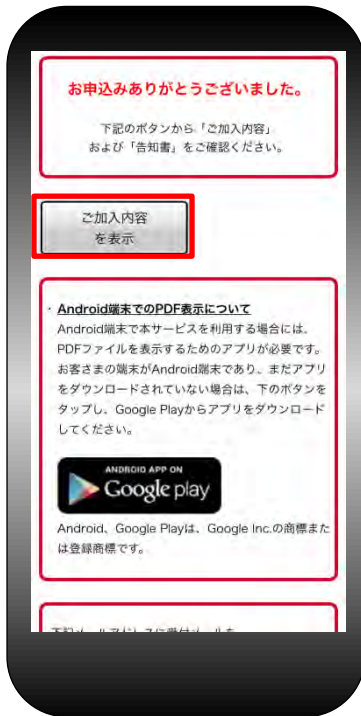 お申込みありがとうございました。
下記のボタンから「ご加入内容」
および「告知書」をご確認ください。
ご加入内容
を表示
・Android端末でのPDF表示について
Android端末で本サービスを利用する場合には、
PDFファイルを表示するためのアプリが必要です。
お客さまの端末がAndroid端末であり、まだアプリ
をダウンロードされていない場合は、下のボタンを
タップし、Google Playからアプリをダウンロード
してください。
ANDROID APP ON
Google play
Android、Google Playは、Google Inc.の商標また
は登録商標です。